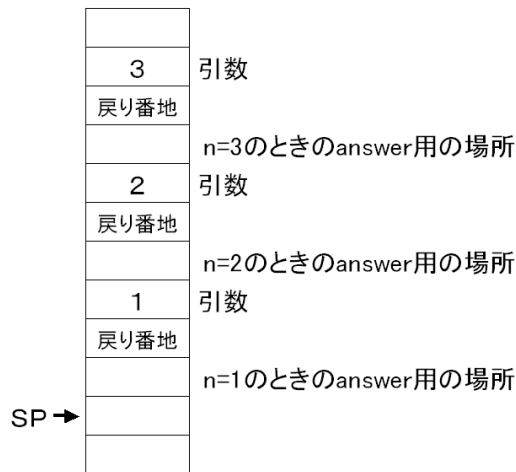 3 引数
戻り番地
n=3のときのanswer用の場所
2 引数
戻り番地
n=2のときのanswer用の場所
1 引数
戻り番地
n=1のときのanswer用の場所
SP→